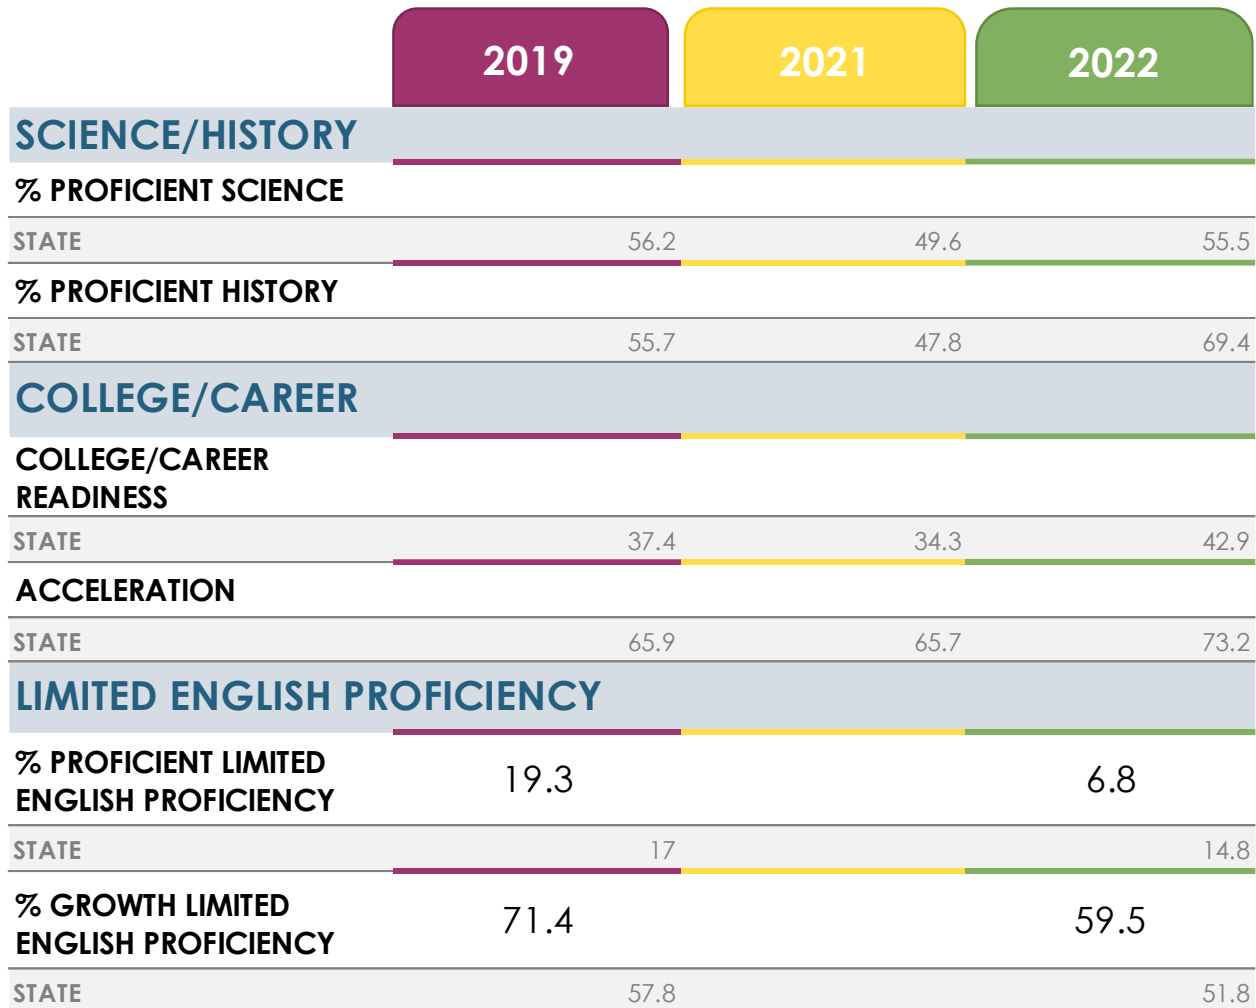 2019 2021 2022
SCIENCE/HISTORY
% PROFICIENT SCIENCE
STATE 56.2 49.6 55.5
% PROFICIENT HISTORY
STATE 55.7 47.8 69.4
COLLEGE/CAREER
COLLEGE/CAREER
READINESS
STATE 37.4 34.3 42.9
ACCELERATION
STATE 65.9 65.7 73.2
LIMITED ENGLISH PROFICIENCY
% PROFICIENT LIMITED
ENGLISH PROFICIENCY 19.3 6.8
STATE 17 14.8
% GROWTH LIMITED
ENGLISH PROFICIENCY 71.4 59.5
STATE 57.8 51.8